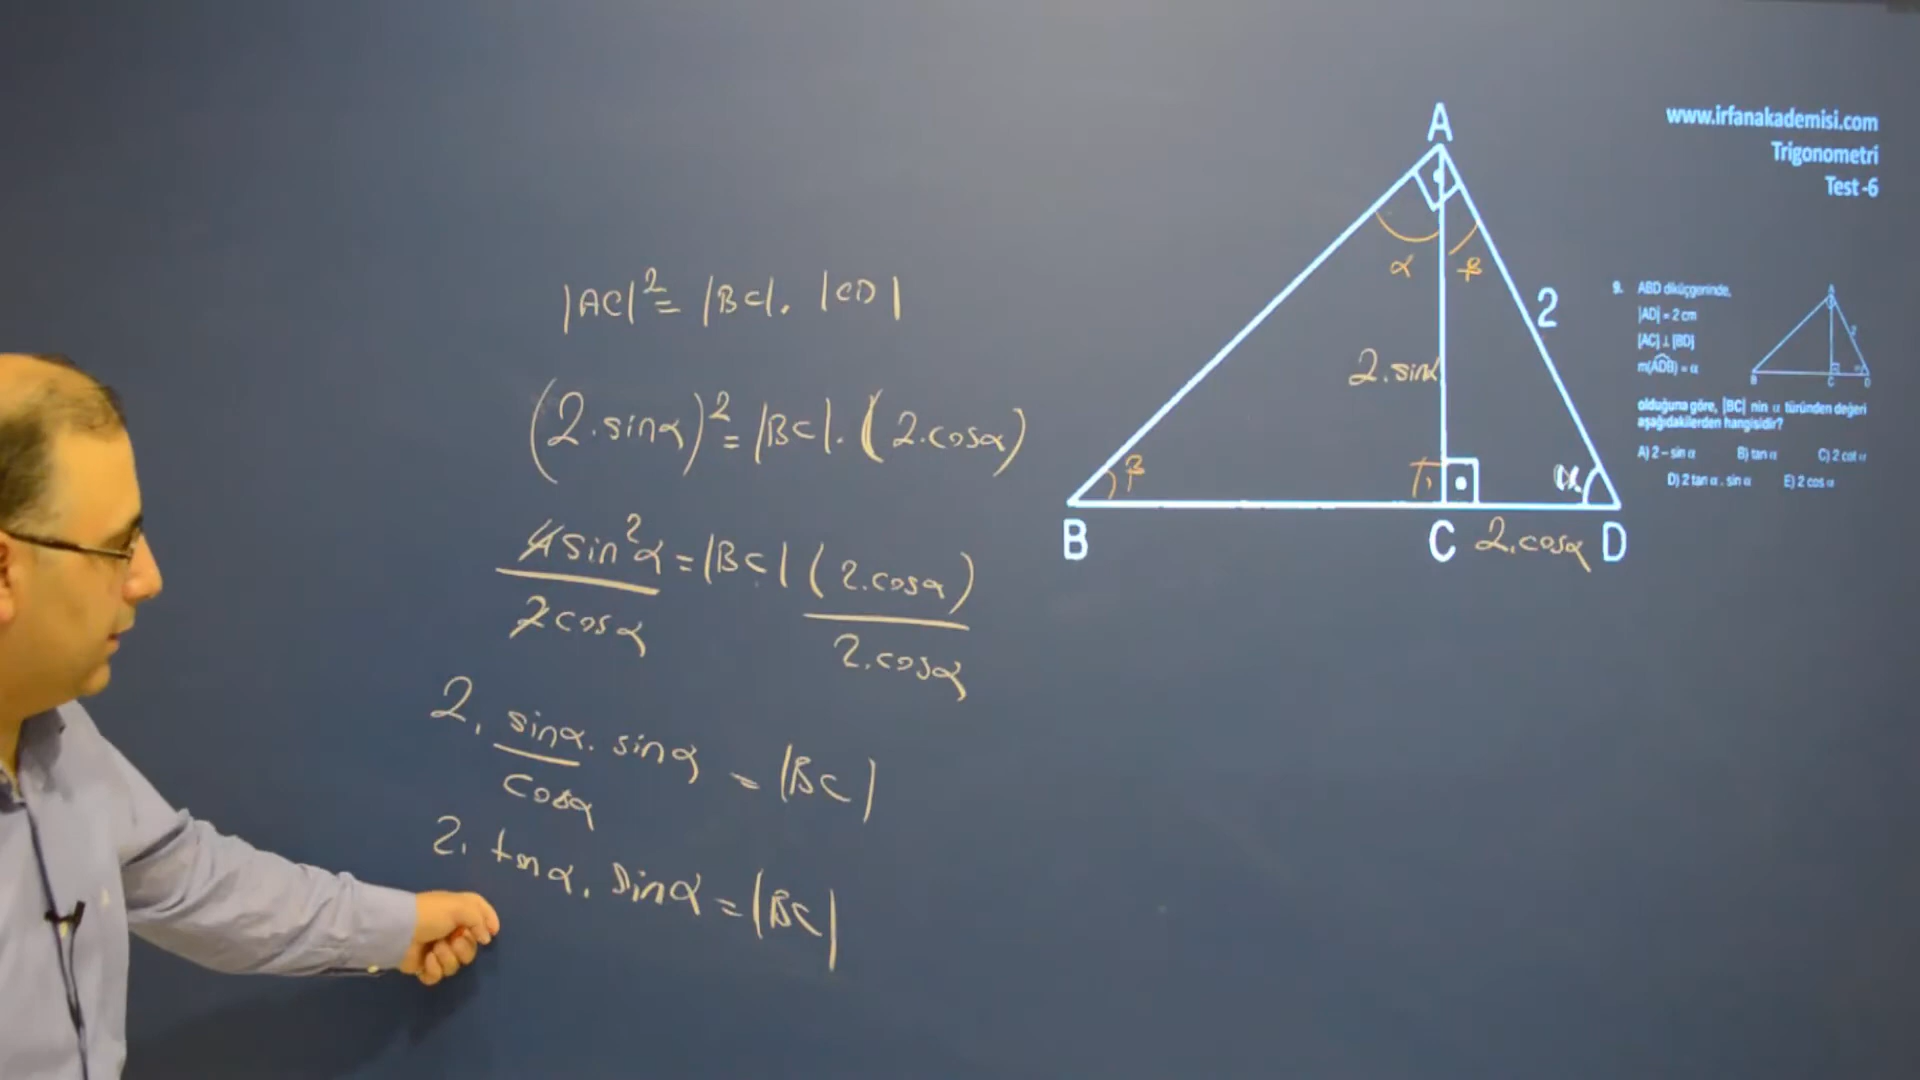 |AC|² = |BC|. |CD|
(2.sinα)² = |BC|. (2.cosα)
4sin²α = |BC| (2.cosα)
2cosα 2.cosα
2. sinα. sinα = |BC|
cosα
2. tanα. sinα = |BC|
A
α β
2
2.sinα
β
α
B C 2.cosα D
www.irfanakademisi.com
Trigonometri
Test -6
9. ABD diküçgeninde,
|AD| = 2 cm
[AC] ⊥ [BD]
m(ADB) = α
A
2
α
B C D
olduğuna göre, |BC| nin α türünden değeri
aşağıdakilerden hangisidir?
A) 2 – sin α B) tan α C) 2 cot α
D) 2 tan α . sin α E) 2 cos α